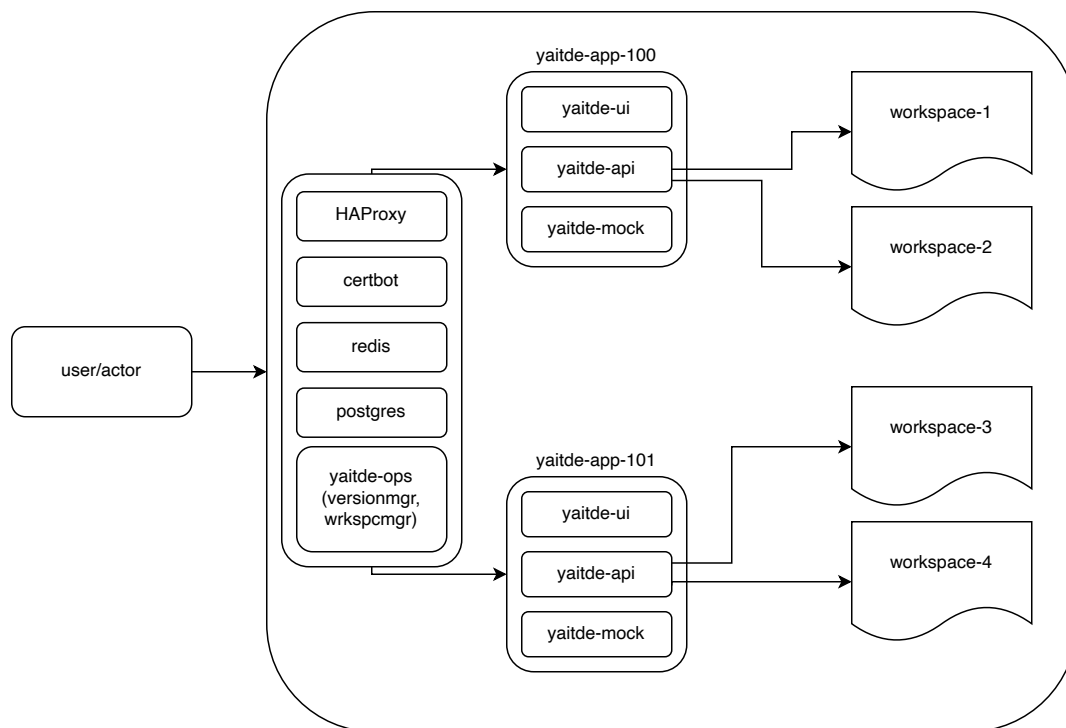 user/actor
HAProxy
certbot
redis
postgres
yaitde-ops
(versionmgr,
wrkspcmgr)
yaitde-app-100
yaitde-ui
yaitde-api
yaitde-mock
workspace-1
workspace-2
yaitde-app-101
yaitde-ui
yaitde-api
yaitde-mock
workspace-3
workspace-4